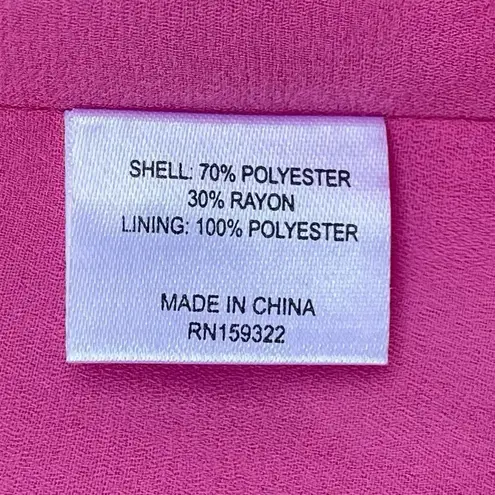 SHELL: 70% POLYESTER
30% RAYON
LINING: 100% POLYESTER
MADE IN CHINA
RN159322